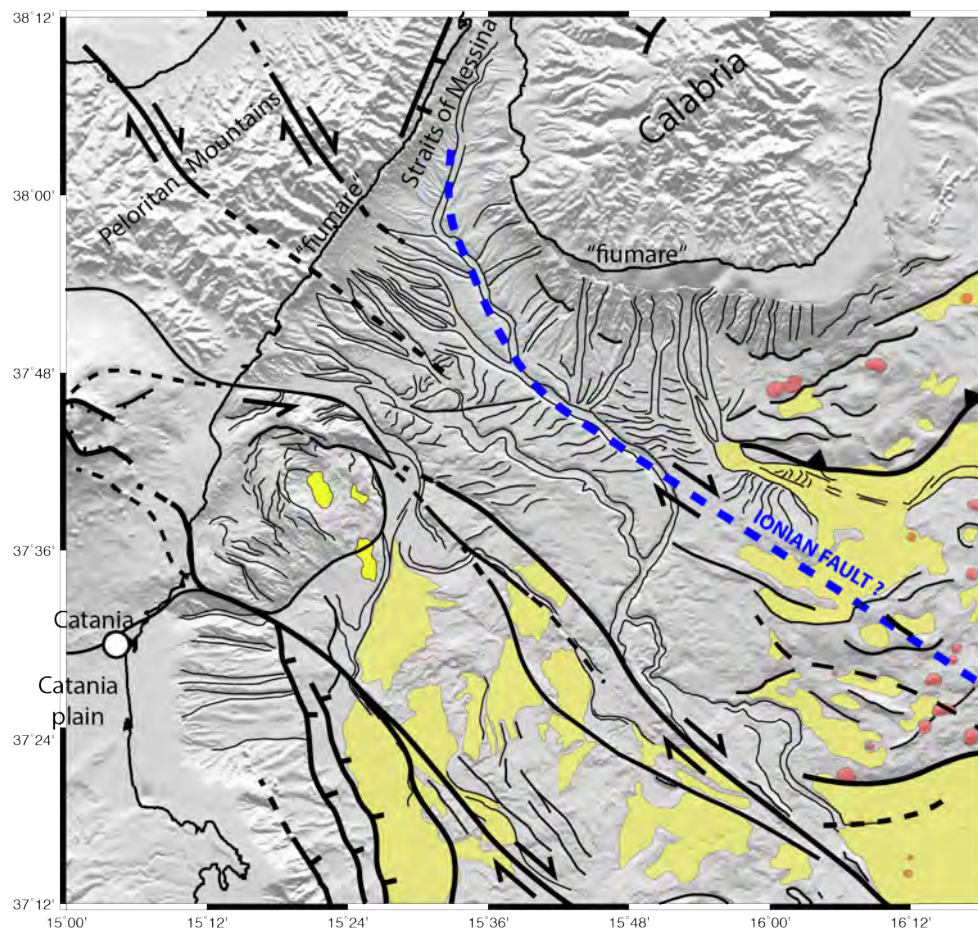 38˚12'
38˚00'
37˚48'
37˚36'
37˚24'
37˚12'
15˚00'
15˚12'
15˚24'
15˚36'
15˚48'
16˚00'
16˚12'
Peloritan Mountains
"fiumare"
Straits of Messina
Calabria
"fiumare"
IONIAN FAULT ?
Catania
Catania
plain